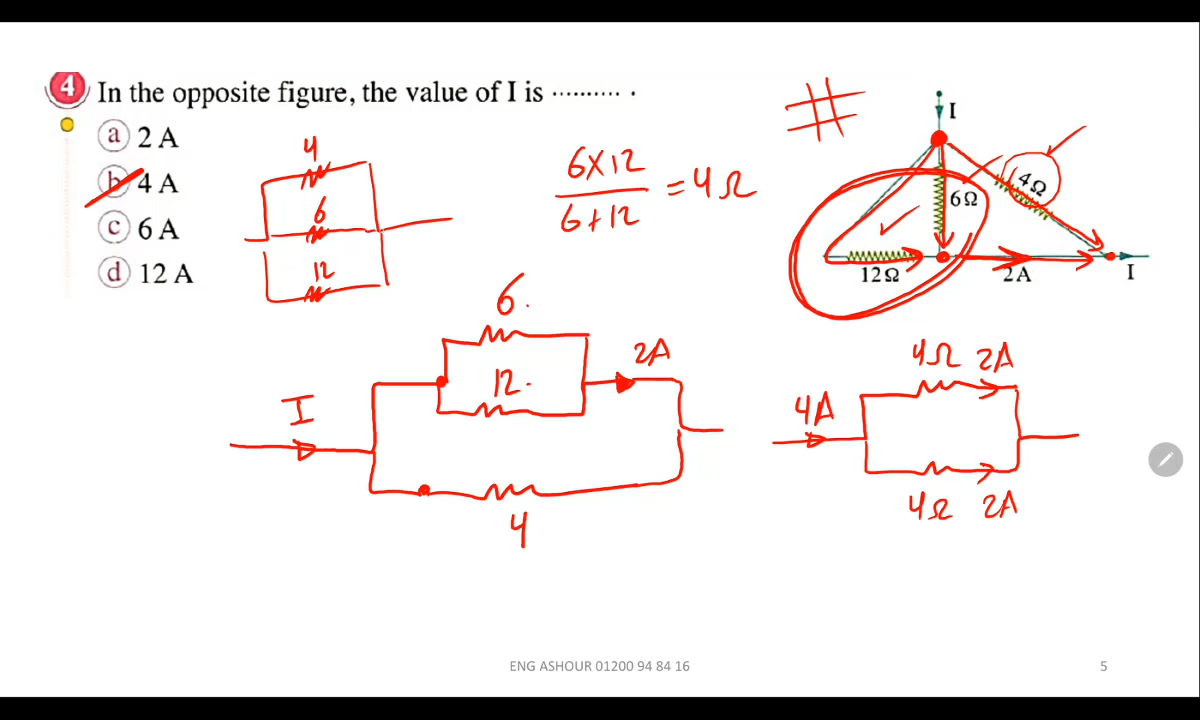 4 In the opposite figure, the value of I is .......... .
a 2 A
b 4 A
c 6 A
d 12 A
4
6
12
6×12
6+12
=4Ω
#
I
4Ω
6Ω
12Ω
2A
I
6.
12.
2A
I
4
4A
4Ω 2A
4Ω 2A
ENG ASHOUR 01200 94 84 16
5